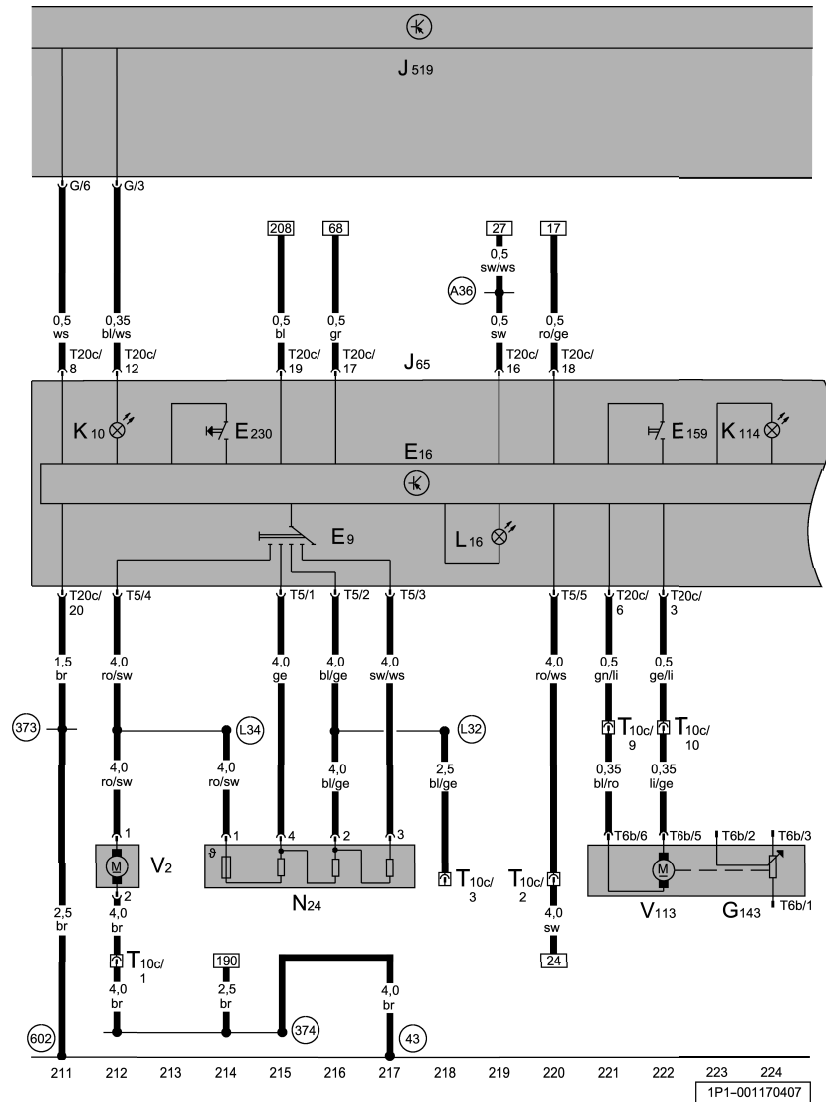 J519
G/6 G/3
208 68 27 17
0,5
sw/ws
A36
0,5 0,35 0,5 0,5 0,5 0,5
ws bl/ws bl gr sw ro/ge
T20c/ T20c/ T20c/ T20c/ J65 T20c/ T20c/
8 12 19 17 16 18
K10 E230 E159 K114
E16
E9 L16
T20c/ T5/4 T5/1 T5/2 T5/3 T5/5 T20c/ T20c/
20 6 3
1,5 4,0 4,0 4,0 4,0 4,0 0,5 0,5
br ro/sw ge bl/ge sw/ws ro/ws gn/li ge/li
373 L34 L32 T10c/ T10c/
9 10
4,0 4,0 4,0 2,5 0,35 0,35
ro/sw ro/sw bl/ge bl/ge bl/ro li/ge
1 1 4 2 3 T6b/6 T6b/5 T6b/2 T6b/3
ϑ
M V2 M
T10c/ T10c/
3 2
2 N24 T6b/1
V113 G143
2,5 4,0 4,0
br br sw
T10c/ 190 24
1
4,0 2,5 4,0
br br br
602 374 43
211 212 213 214 215 216 217 218 219 220 221 222 223 224
1P1-001170407